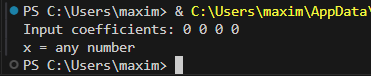 PS C:\Users\maxim> & C:\Users\maxim\AppData\
Input coefficients: 0 0 0 0
x = any number
PS C:\Users\maxim>